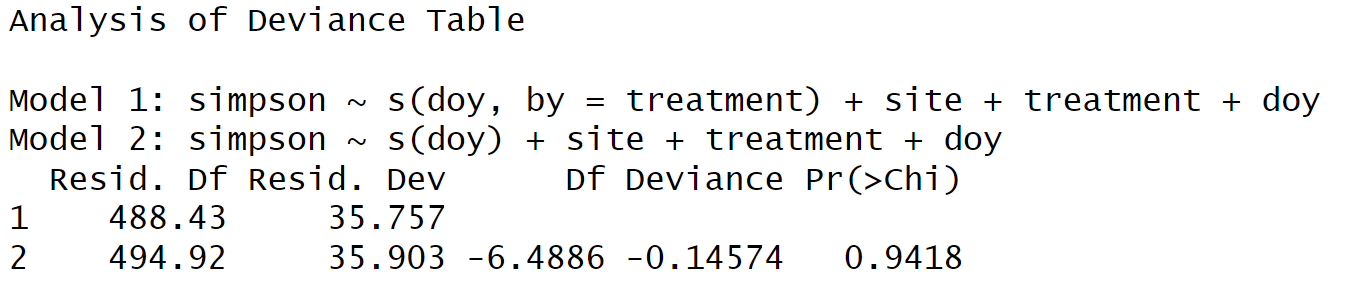 Analysis of Deviance Table
Model 1: simpson ~ s(doy, by = treatment) + site + treatment + doy
Model 2: simpson ~ s(doy) + site + treatment + doy
  Resid. Df Resid. Dev      Df Deviance Pr(>Chi)
1    488.43     35.757
2    494.92     35.903 -6.4886 -0.14574   0.9418